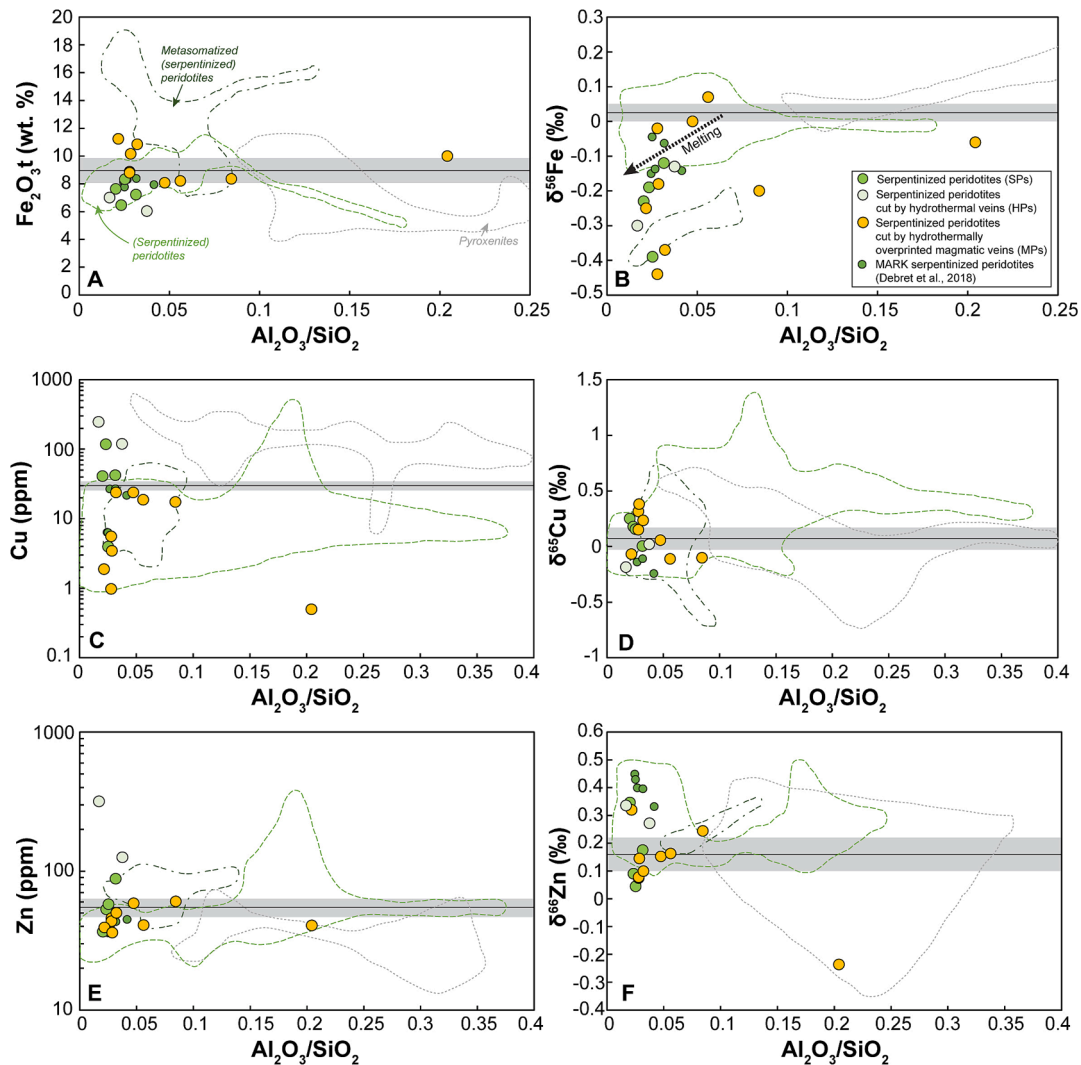 20
18
16
14
12
10
8
6
4
2
0
Fe2O3t (wt. %)
Metasomatized
(serpentinized)
peridotites
(Serpentinized)
peridotites
Pyroxenites
A
0
0.05
0.1
0.15
0.2
0.25
Al2O3/SiO2
0.2
0.1
0
-0.1
-0.2
-0.3
-0.4
-0.5
δ56Fe (‰)
Melting
Serpentinized peridotites (SPs)
Serpentinized peridotites
cut by hydrothermal veins (HPs)
Serpentinized peridotites
cut by hydrothermally
overprinted magmatic veins (MPs)
MARK serpentinized peridotites
(Debret et al., 2018)
B
0
0.05
0.1
0.15
0.2
0.25
Al2O3/SiO2
1000
100
10
1
0.1
Cu (ppm)
C
0
0.05
0.1
0.15
0.2
0.25
0.3
0.35
0.4
Al2O3/SiO2
1.5
1
0.5
0
-0.5
-1
δ65Cu (‰)
D
0
0.05
0.1
0.15
0.2
0.25
0.3
0.35
0.4
Al2O3/SiO2
1000
100
10
Zn (ppm)
E
0
0.05
0.1
0.15
0.2
0.25
0.3
0.35
0.4
Al2O3/SiO2
0.6
0.5
0.4
0.3
0.2
0.1
0
-0.1
-0.2
-0.3
-0.4
δ66Zn (‰)
F
0
0.05
0.1
0.15
0.2
0.25
0.3
0.35
0.4
Al2O3/SiO2